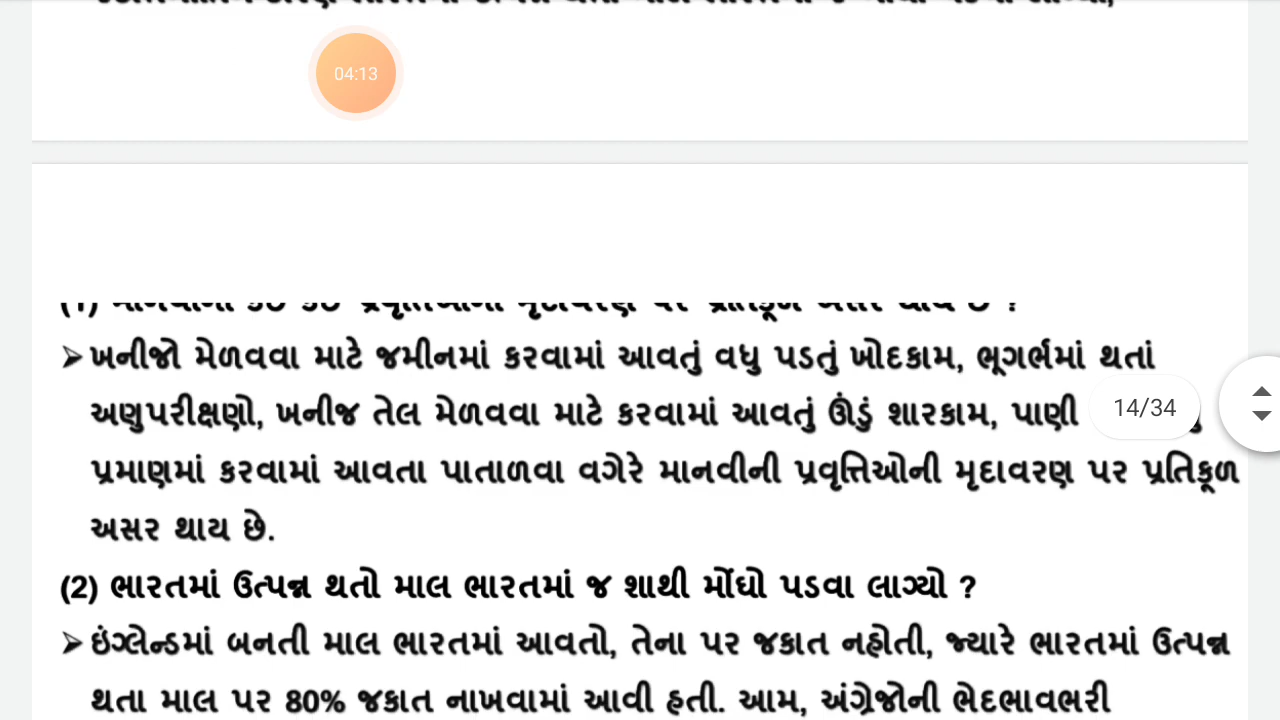 04:13
ખનીજો મેળવવા માટે જમીનમાં કરવામાં આવતું વધુ પડતું ખોદકામ, ભૂગર્ભમાં થતાં
અણુપરીક્ષણો, ખનીજ તેલ મેળવવા માટે કરવામાં આવતું ઊંડું શારકામ, પાણી
14/34
પ્રમાણમાં કરવામાં આવતા પાતાળવા વગેરે માનવીની પ્રવૃત્તિઓની મૃદાવરણ પર પ્રતિકૂળ
અસર થાય છે.
(2) ભારતમાં ઉત્પન્ન થતો માલ ભારતમાં જ શાથી મોંઘો પડવા લાગ્યો ?
ઇંગ્લેન્ડમાં બનતી માલ ભારતમાં આવતો, તેના પર જકાત નહોતી, જ્યારે ભારતમાં ઉત્પન્ન
થતા માલ પર 80% જકાત નાખવામાં આવી હતી. આમ, અંગ્રેજોની ભેદભાવભરી